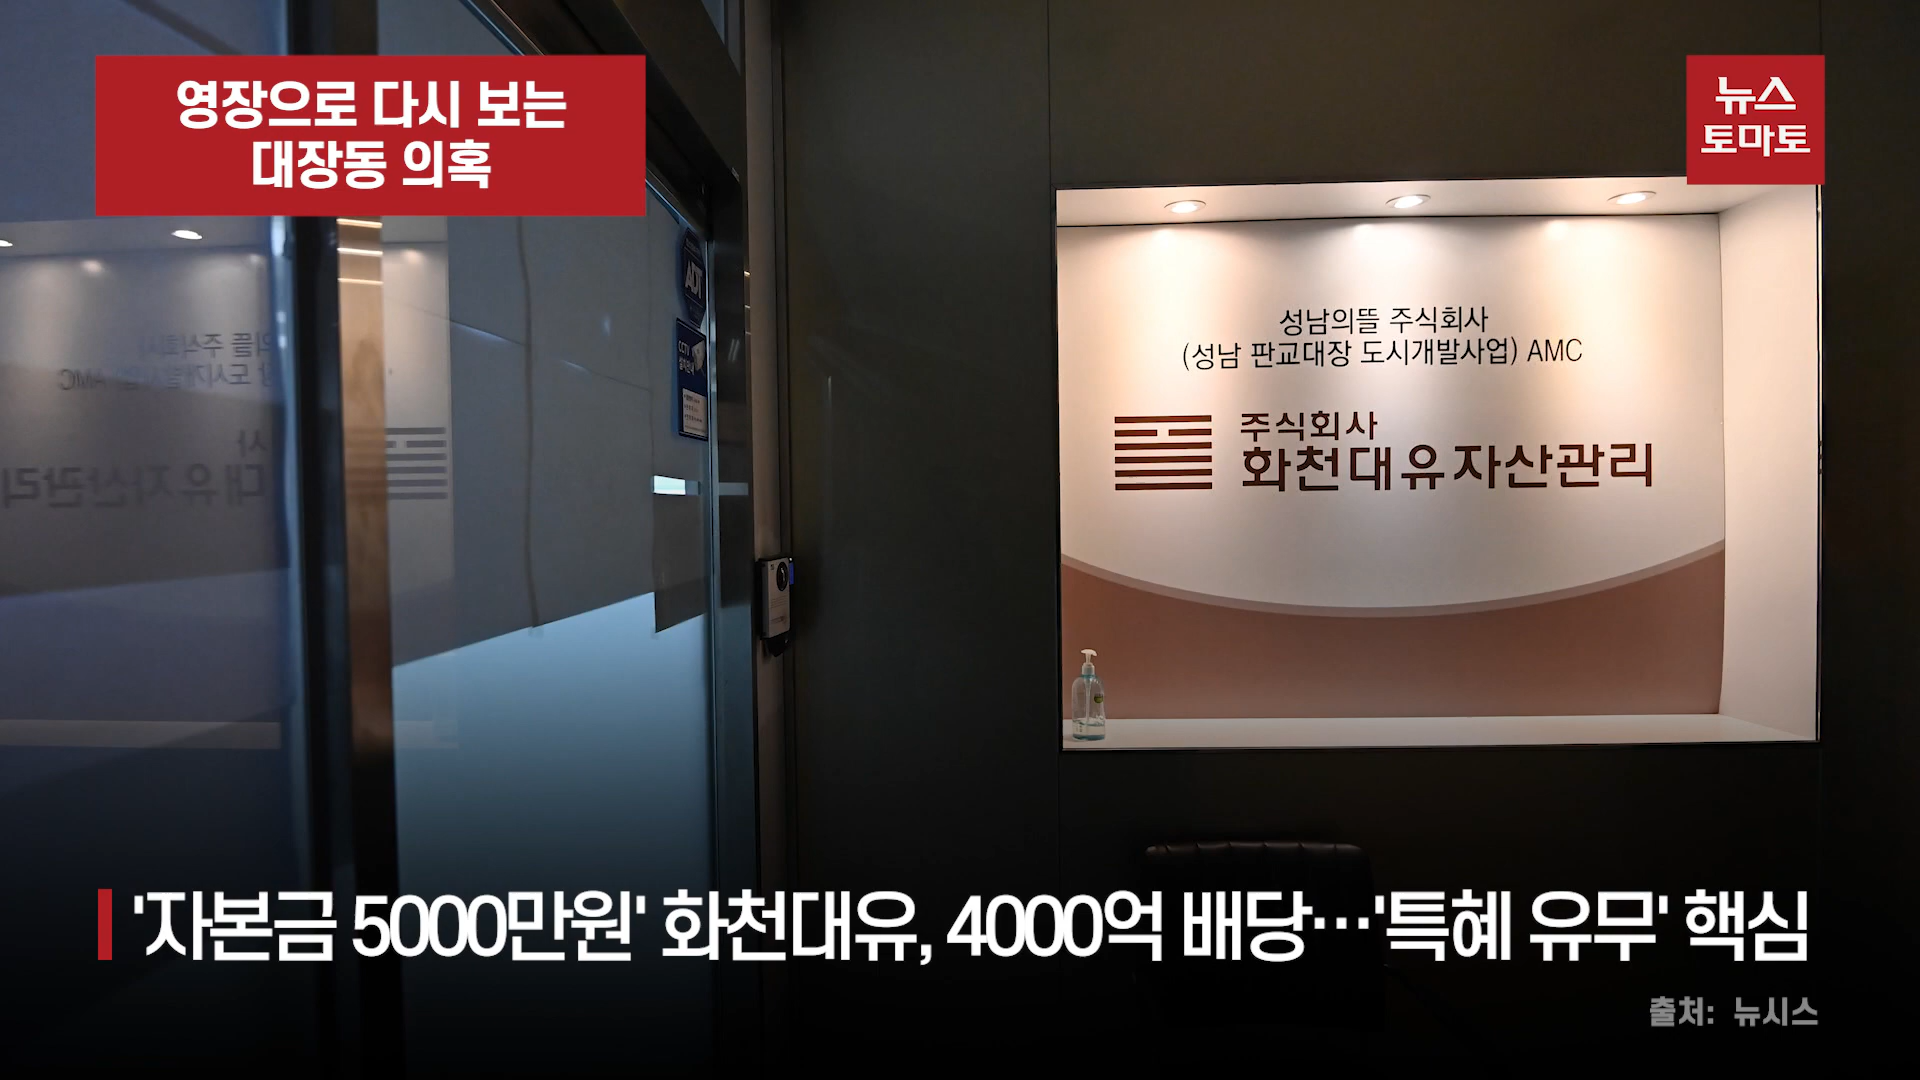 영장으로 다시 보는
대장동 의혹
뉴스
토마토
성남의뜰 주식회사
(성남 판교대장 도시개발사업) AMC
주식회사
화천대유자산관리
ADT
CCTV
'자본금 5000만원' 화천대유, 4000억 배당…'특혜 유무' 핵심
출처: 뉴시스